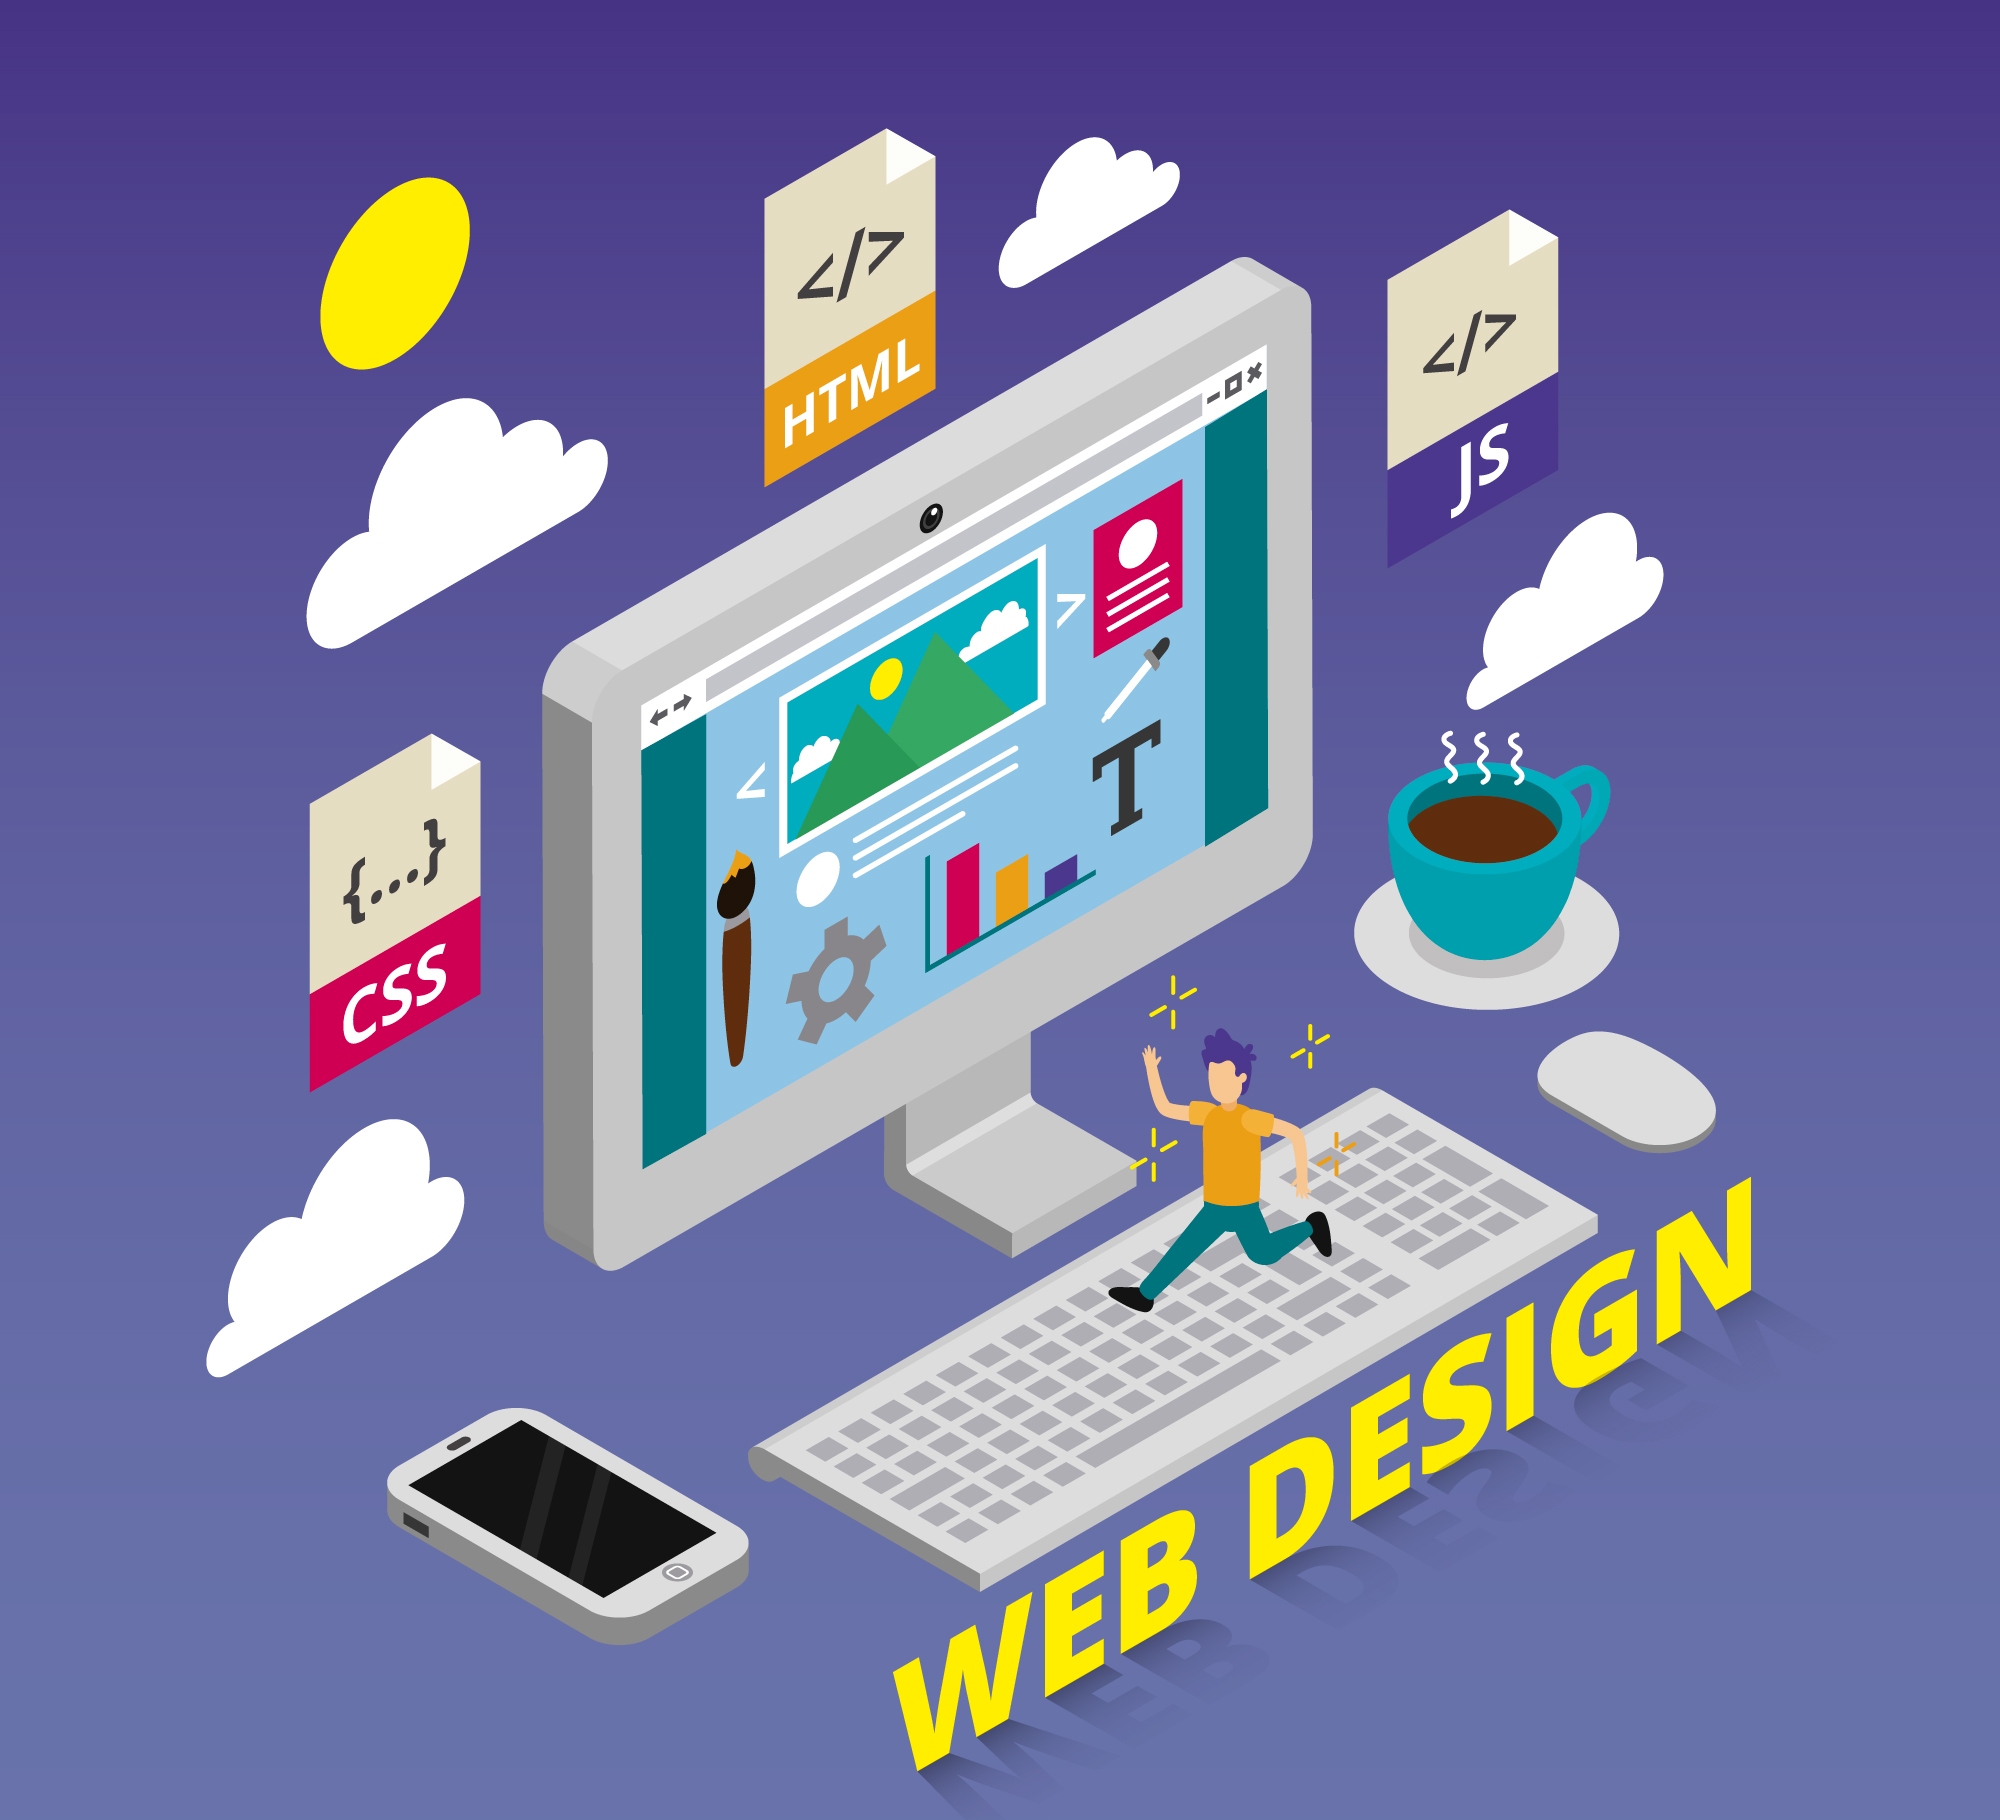 </>
HTML
</>
JS
{...}
CSS
<
>
T
WEB DESIGN